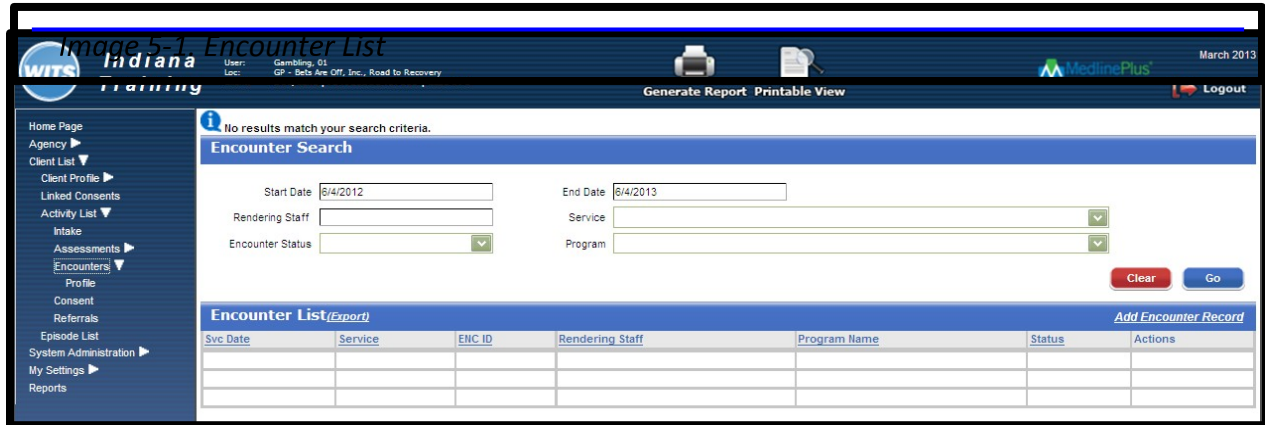 Image 5-1, Encounter List
WITS Indiana
User: Gambling, 01
Loc: GP - Bets Are Off, Inc., Road to Recovery
MedlinePlus
March 2013
Training
Generate Report Printable View
Logout
Home Page
Agency
Client List
Client Profile
Linked Consents
Activity List
Intake
Assessments
Encounters
Profile
Consent
Referrals
Episode List
System Administration
My Settings
Reports
No results match your search criteria.
Encounter Search
Start Date 6/4/2012 End Date 6/4/2013
Rendering Staff Service
Encounter Status Program
Clear Go
Encounter List(Export) Add Encounter Record
Svc Date Service ENC ID Rendering Staff Program Name Status Actions